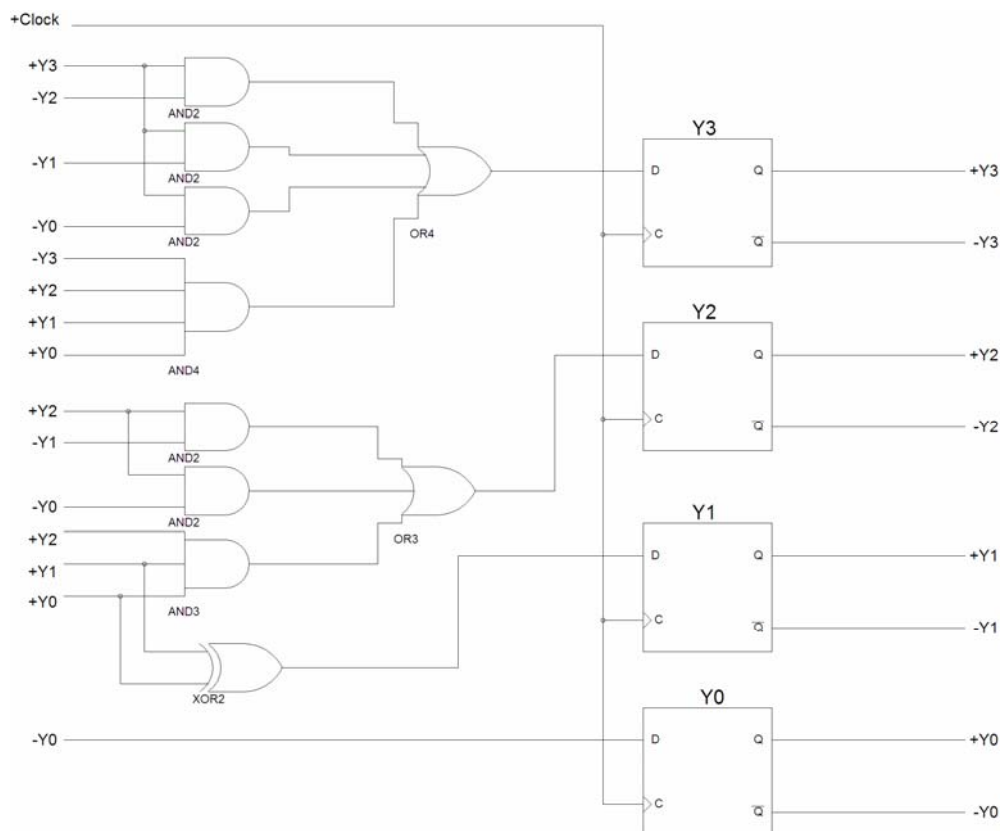 +Clock
+Y3
-Y2
AND2
-Y1
AND2
-Y0
AND2
-Y3
+Y2
+Y1
+Y0
AND4
OR4
+Y2
-Y1
AND2
-Y0
AND2
+Y2
+Y1
+Y0
AND3
OR3
XOR2
-Y0
Y3
D Q
C Q
+Y3
-Y3
Y2
D Q
C Q
+Y2
-Y2
Y1
D Q
C Q
+Y1
-Y1
Y0
D Q
C Q
+Y0
-Y0